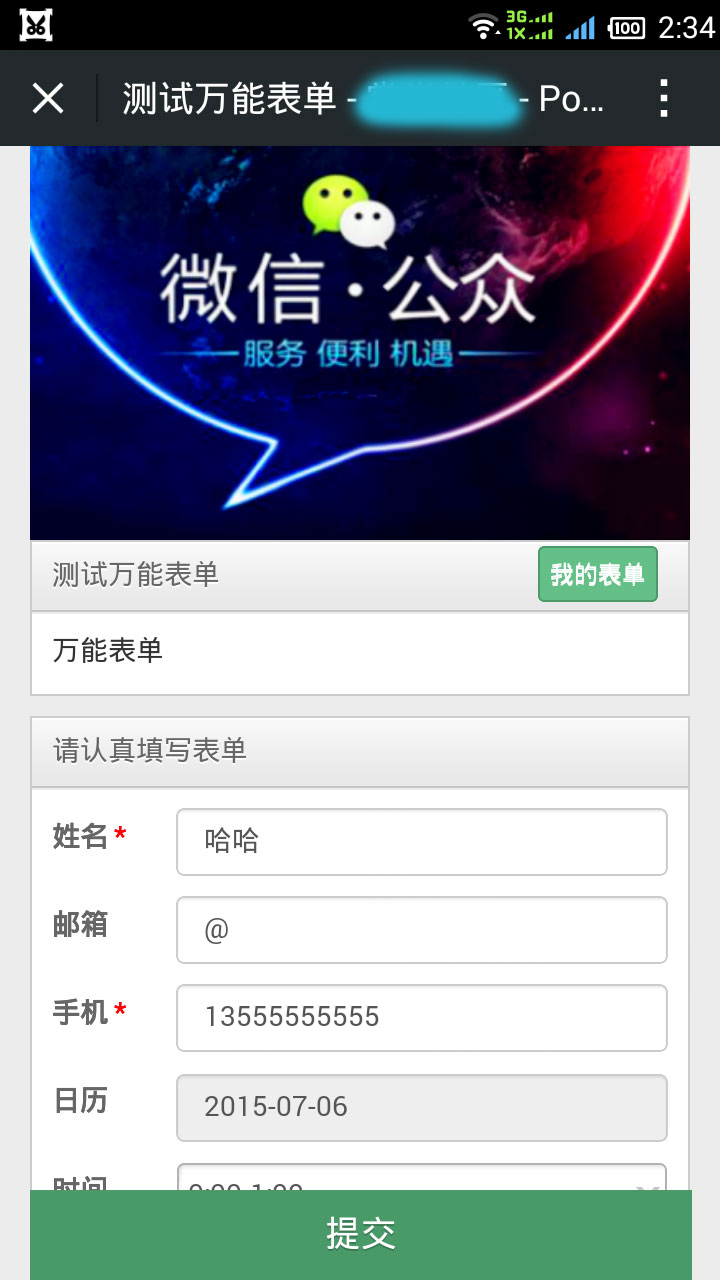 3G
1X
100
2:34
测试万能表单 - - Po...
微信·公众
服务 便利 机遇
测试万能表单
我的表单
万能表单
请认真填写表单
姓名* 哈哈
邮箱 @
手机* 13555555555
日历 2015-07-06
时间
提交